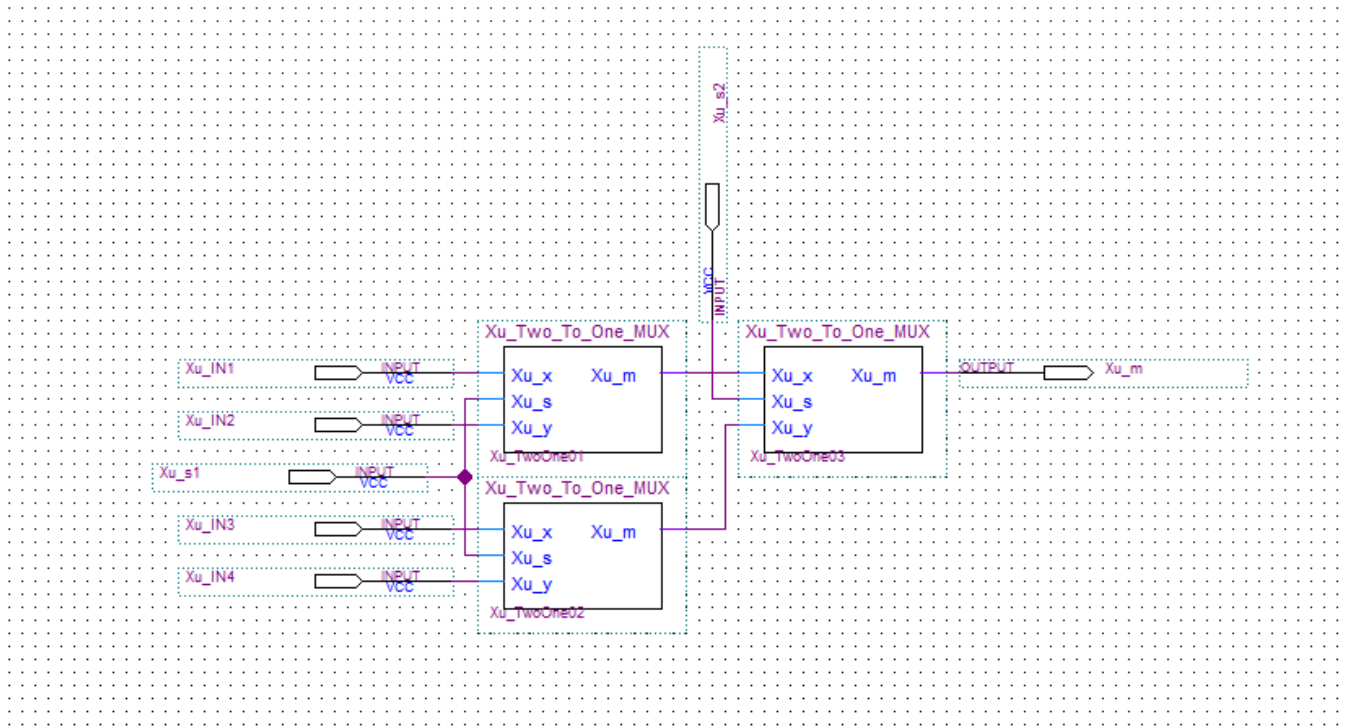 Xu_s2
VCC
INPUT
Xu_Two_To_One_MUX
Xu_Two_To_One_MUX
Xu_IN1
INPUT
VCC
Xu_x
Xu_m
Xu_x
Xu_m
OUTPUT
Xu_m
Xu_s
Xu_s
Xu_IN2
INPUT
VCC
Xu_y
Xu_y
Xu_TwoOne01
Xu_TwoOne03
Xu_s1
INPUT
VCC
Xu_Two_To_One_MUX
Xu_IN3
INPUT
VCC
Xu_x
Xu_m
Xu_s
Xu_IN4
INPUT
VCC
Xu_y
Xu_TwoOne02